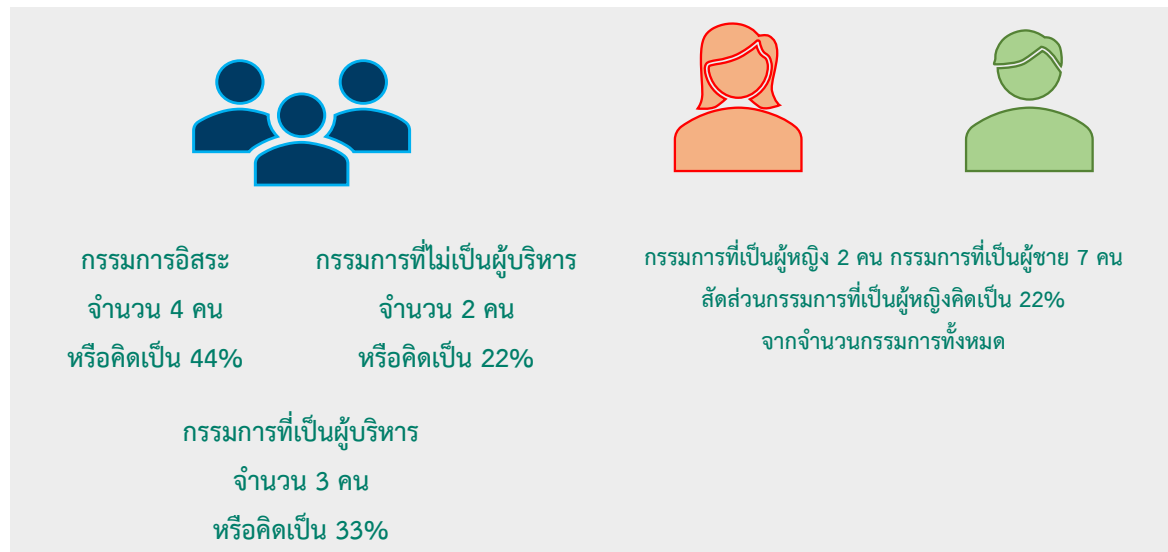 กรรมการอิสระ
จำนวน 4 คน
หรือคิดเป็น 44%
กรรมการที่ไม่เป็นผู้บริหาร
จำนวน 2 คน
หรือคิดเป็น 22%
กรรมการที่เป็นผู้บริหาร
จำนวน 3 คน
หรือคิดเป็น 33%
กรรมการที่เป็นผู้หญิง 2 คน กรรมการที่เป็นผู้ชาย 7 คน
สัดส่วนกรรมการที่เป็นผู้หญิงคิดเป็น 22%
จากจำนวนกรรมการทั้งหมด